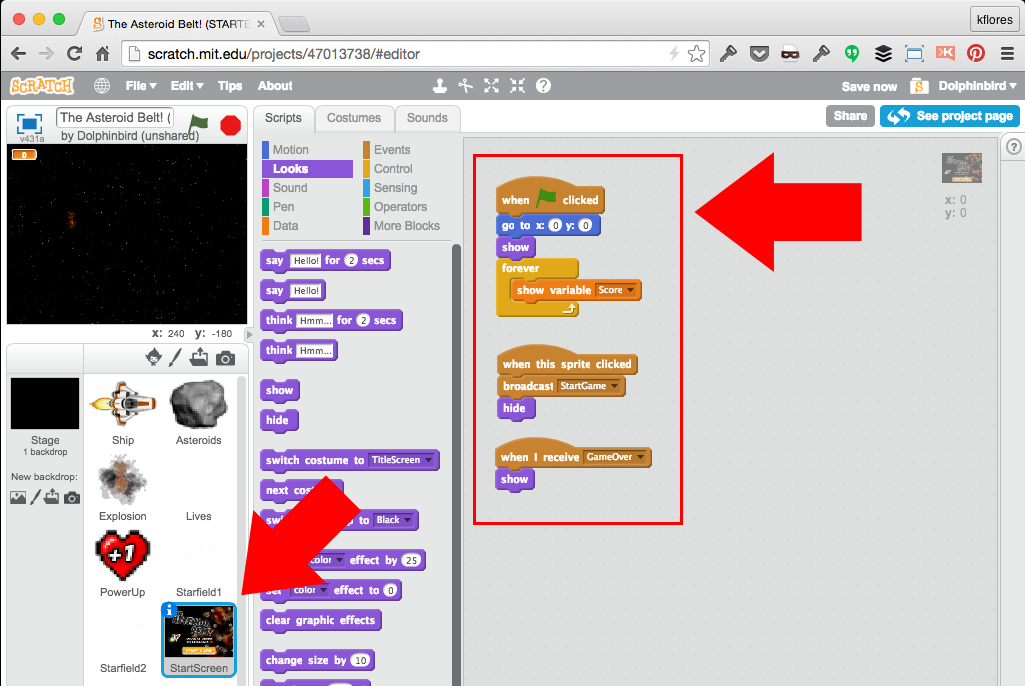 The Asteroid Belt! (STARTE
kflores
scratch.mit.edu/projects/47013738/#editor
SCRATCH
File
Edit
Tips
About
Save now
Dolphinbird
v431a
The Asteroid Belt! (
by Dolphinbird (unshared)
Scripts
Costumes
Sounds
Share
See project page
0
Motion
Looks
Sound
Pen
Data
Events
Control
Sensing
Operators
More Blocks
x: 0
y: 0
say Hello! for 2 secs
say Hello!
think Hmm... for 2 secs
think Hmm...
show
hide
switch costume to TitleScreen
next cost
to Black
color effect by 25
set color effect to 0
clear graphic effects
change size by 10
when clicked
go to x: 0 y: 0
show
forever
show variable Score
when this sprite clicked
broadcast StartGame
hide
when I receive GameOver
show
x: 240 y: -180
Stage
1 backdrop
New backdrop:
Ship
Asteroids
Explosion
Lives
+1
PowerUp
Starfield1
Starfield2
StartScreen